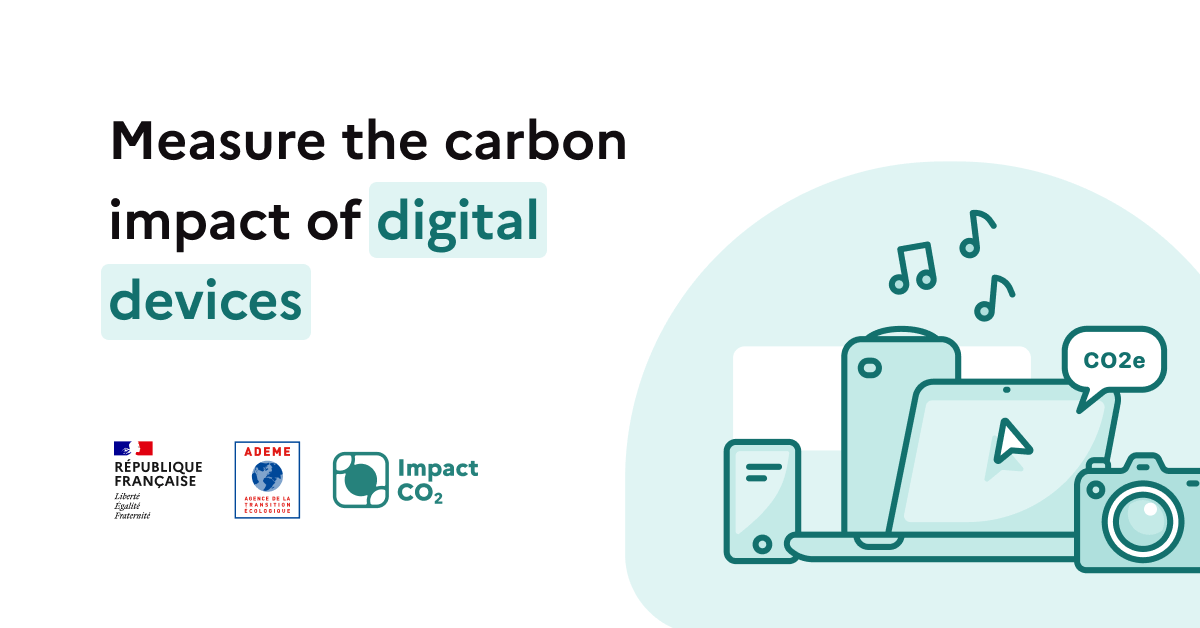 Measure the carbon
impact of digital
devices
RÉPUBLIQUE
FRANÇAISE
Liberté
Égalité
Fraternité
ADEME
AGENCE DE LA
TRANSITION
ÉCOLOGIQUE
Impact
CO₂
CO2e